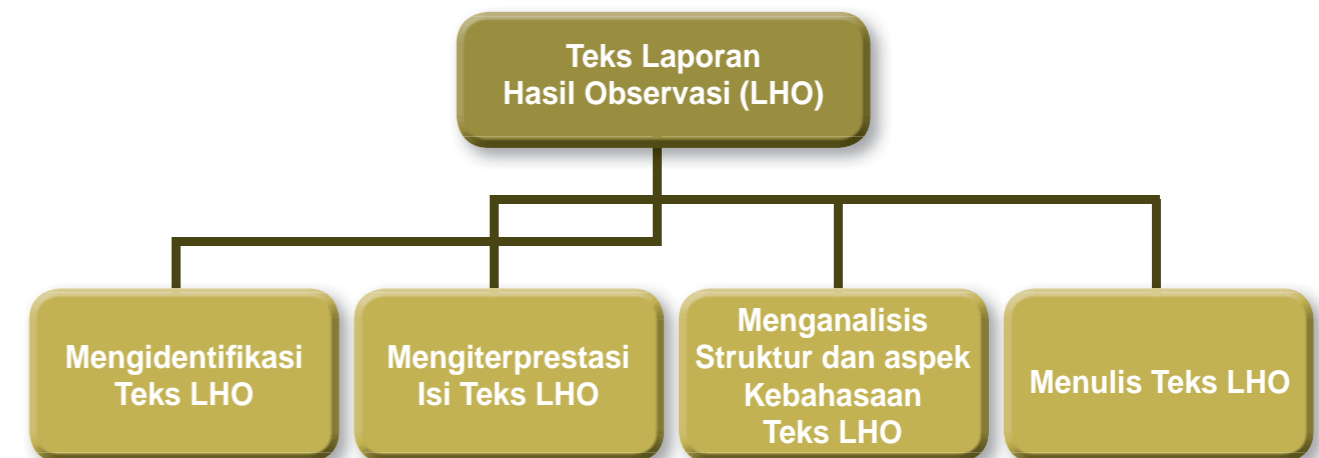 Teks Laporan
Hasil Observasi (LHO)
Mengidentifikasi
Teks LHO
Mengiterprestasi
Isi Teks LHO
Menganalisis
Struktur dan aspek
Kebahasaan
Teks LHO
Menulis Teks LHO